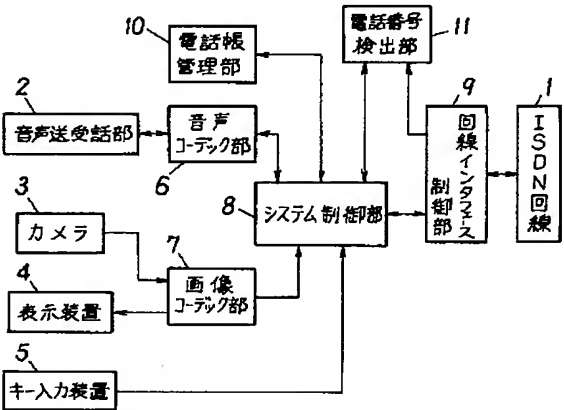 10
電話帳
管理部
電話番号
検出部
11
2
音声送受話部
音声
コーデック部
6
9
回線インタフェース
制御部
1
ISDN回線
3
カメラ
8
システム制御部
7
画像
コーデック部
4
表示装置
5
キー入力装置